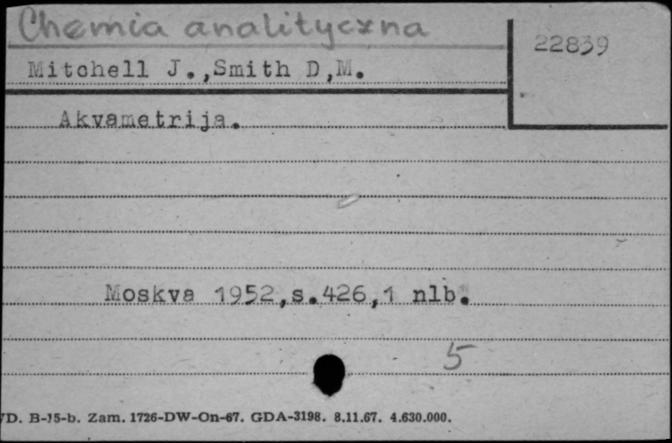 Chemia analityczna
22839
Mitchell J.,Smith D,M.
Akvametrija.
Moskva 1952,s.426,1 nlb.
5
D. B-15-b. Zam. 1726-DW-On-67. GDA-3198. 8.11.67. 4.630.000.